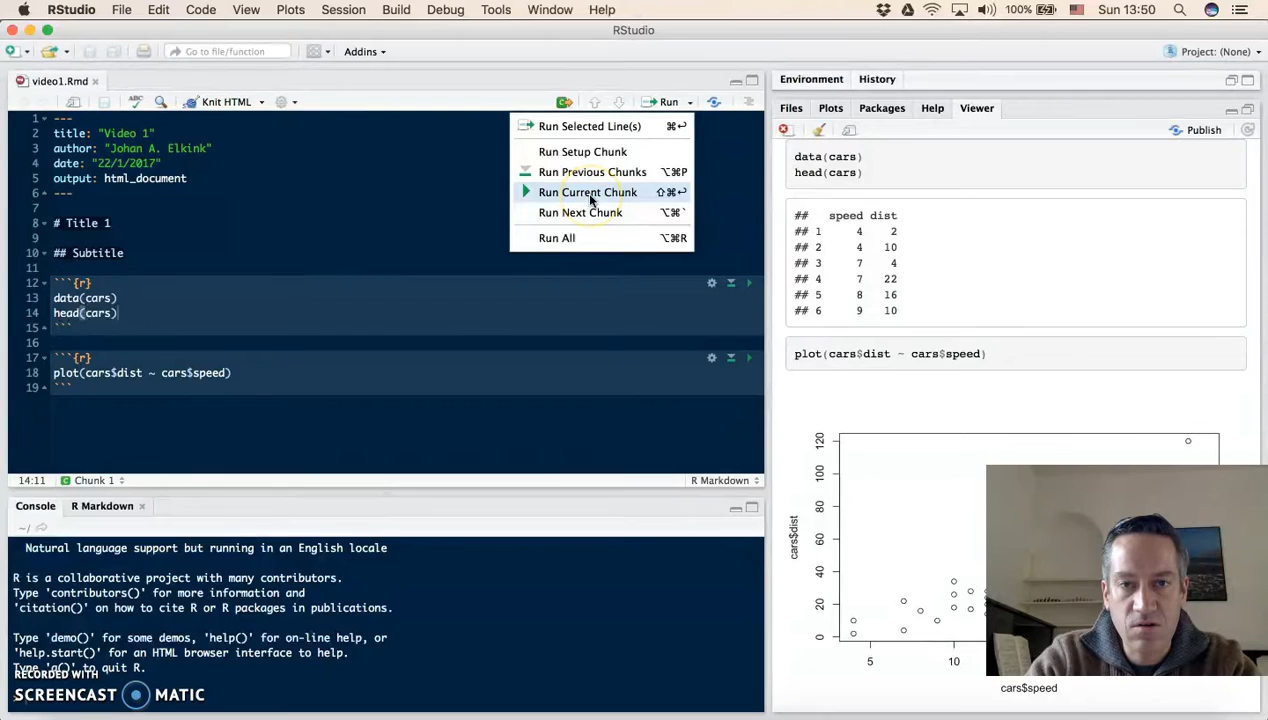 RStudio File Edit Code View Plots Session Build Debug Tools Window Help 100% Sun 13:50
RStudio
Go to file/function Addins Project: (None)
video1.Rmd
Knit HTML Run
1 ---
2 title: "Video 1"
3 author: "Johan A. Elkink"
4 date: "22/1/2017"
5 output: html_document
6 ---
7
8 # Title 1
9
10 ## Subtitle
11
12 ```{r}
13 data(cars)
14 head(cars)
15 ```
16
17 ```{r}
18 plot(cars$dist ~ cars$speed)
19 ```
Run Selected Line(s) ⌘↩
Run Setup Chunk
Run Previous Chunks ⌥⌘P
Run Current Chunk ⇧⌘↩
Run Next Chunk ⌥⌘`
Run All ⌥⌘R
14:11 Chunk 1 R Markdown
Console R Markdown
~/
Natural language support but running in an English locale
R is a collaborative project with many contributors.
Type 'contributors()' for more information and
'citation()' on how to cite R or R packages in publications.
Type 'demo()' for some demos, 'help()' for on-line help, or
'help.start()' for an HTML browser interface to help.
Type 'q()' to quit R.
RECORDED WITH
SCREENCAST MATIC
Environment History
Files Plots Packages Help Viewer
Publish
data(cars)
head(cars)
## speed dist
## 1 4 2
## 2 4 10
## 3 7 4
## 4 7 22
## 5 8 16
## 6 9 10
plot(cars$dist ~ cars$speed)
120
100
80
60
40
20
0
cars$dist
5 10
cars$speed